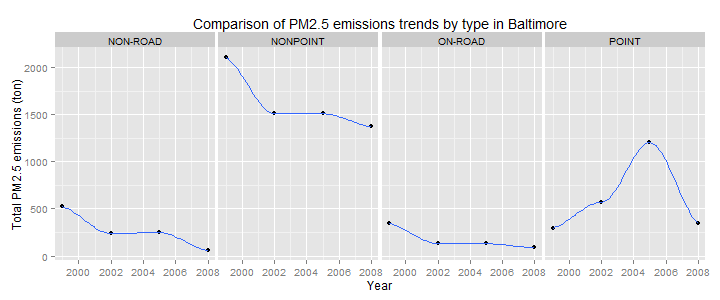 Comparison of PM2.5 emissions trends by type in Baltimore
NON-ROAD NONPOINT ON-ROAD POINT
Total PM2.5 emissions (ton)
2000
1500
1000
500
0
2000 2002 2004 2006 2008 2000 2002 2004 2006 2008 2000 2002 2004 2006 2008 2000 2002 2004 2006 2008
Year